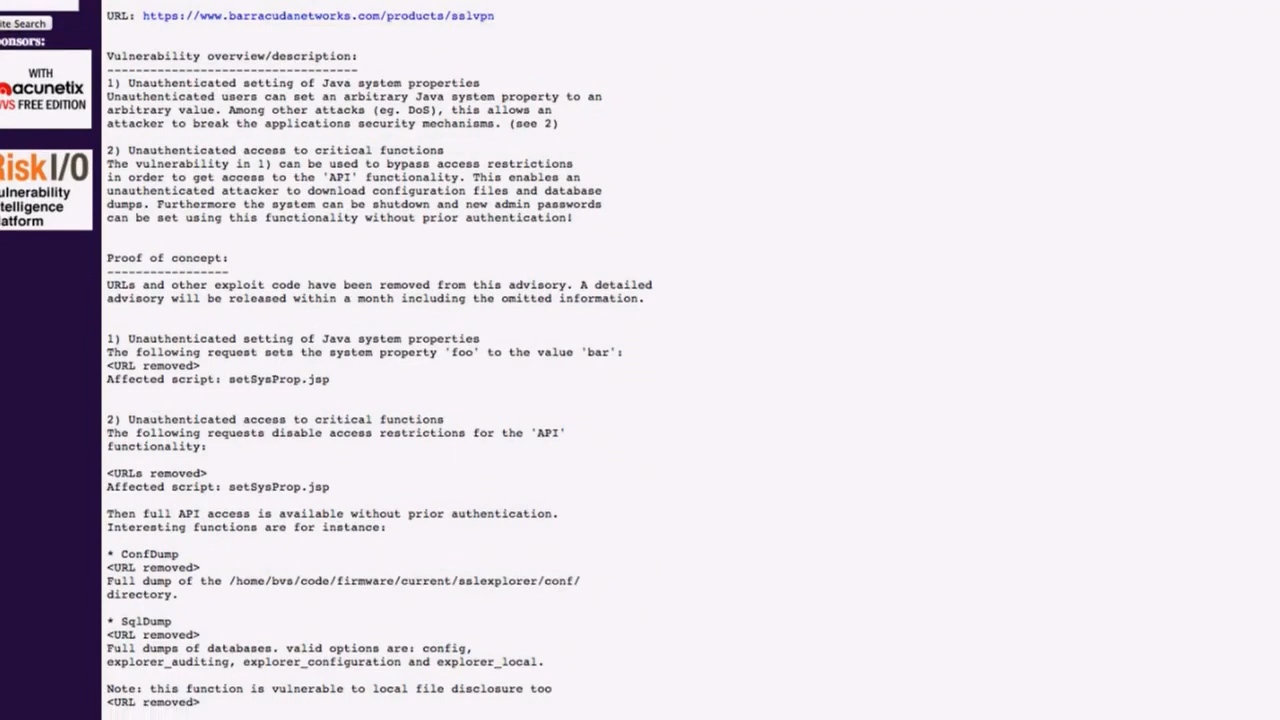 ite Search
onsors:
WITH
acunetix
VS FREE EDITION
Risk I/O
ulnerability
telligence
latform
URL: https://www.barracudanetworks.com/products/sslvpn
Vulnerability overview/description:
-----------------------------------
1) Unauthenticated setting of Java system properties
Unauthenticated users can set an arbitrary Java system property to an
arbitrary value. Among other attacks (eg. DoS), this allows an
attacker to break the applications security mechanisms. (see 2)
2) Unauthenticated access to critical functions
The vulnerability in 1) can be used to bypass access restrictions
in order to get access to the 'API' functionality. This enables an
unauthenticated attacker to download configuration files and database
dumps. Furthermore the system can be shutdown and new admin passwords
can be set using this functionality without prior authentication!
Proof of concept:
-----------------
URLs and other exploit code have been removed from this advisory. A detailed
advisory will be released within a month including the omitted information.
1) Unauthenticated setting of Java system properties
The following request sets the system property 'foo' to the value 'bar':
<URL removed>
Affected script: setSysProp.jsp
2) Unauthenticated access to critical functions
The following requests disable access restrictions for the 'API'
functionality:
<URLs removed>
Affected script: setSysProp.jsp
Then full API access is available without prior authentication.
Interesting functions are for instance:
* ConfDump
<URL removed>
Full dump of the /home/bvs/code/firmware/current/sslexplorer/conf/
directory.
* SqlDump
<URL removed>
Full dumps of databases. valid options are: config,
explorer_auditing, explorer_configuration and explorer_local.
Note: this function is vulnerable to local file disclosure too
<URL removed>